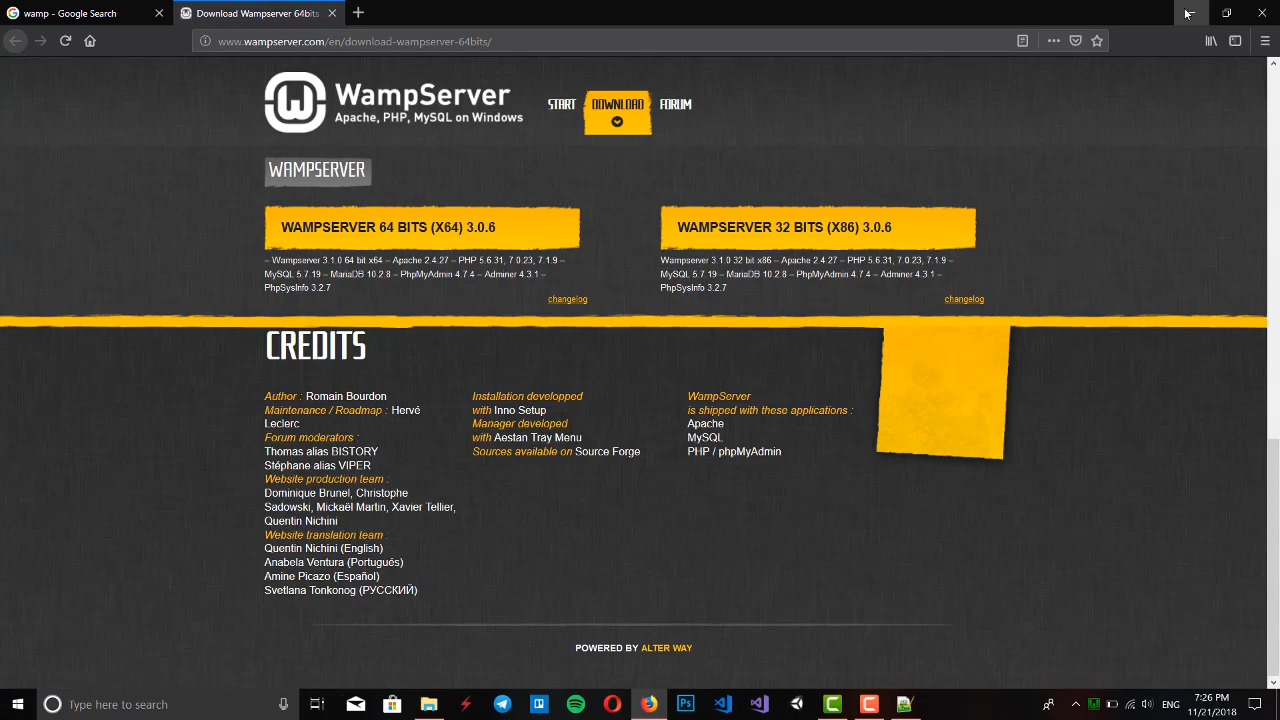 wamp - Google Search
Download Wampserver 64bits
www.wampserver.com/en/download-wampserver-64bits/
WampServer
Apache, PHP, MySQL on Windows
START DOWNLOAD FORUM
WAMPSERVER
WAMPSERVER 64 BITS (X64) 3.0.6
– Wampserver 3.1.0 64 bit x64 – Apache 2.4.27 – PHP 5.6.31, 7.0.23, 7.1.9 –
MySQL 5.7.19 – MariaDB 10.2.8 – PhpMyAdmin 4.7.4 – Adminer 4.3.1 –
PhpSysInfo 3.2.7
changelog
WAMPSERVER 32 BITS (X86) 3.0.6
Wampserver 3.1.0 32 bit x86 – Apache 2.4.27 – PHP 5.6.31, 7.0.23, 7.1.9 –
MySQL 5.7.19 – MariaDB 10.2.8 – PhpMyAdmin 4.7.4 – Adminer 4.3.1 –
PhpSysInfo 3.2.7
changelog
CREDITS
Author : Romain Bourdon
Maintenance / Roadmap : Hervé
Leclerc
Forum moderators :
Thomas alias BISTORY
Stéphane alias VIPER
Website production team :
Dominique Brunel, Christophe
Sadowski, Mickaël Martin, Xavier Tellier,
Quentin Nichini
Website translation team :
Quentin Nichini (English)
Anabela Ventura (Portugués)
Amine Picazo (Español)
Svetlana Tonkonog (РУССКИЙ)
Installation developped
with Inno Setup
Manager developed
with Aestan Tray Menu
Sources available on Source Forge
WampServer
is shipped with these applications :
Apache
MySQL
PHP / phpMyAdmin
POWERED BY ALTER WAY
Type here to search
Ps
ENG
7:26 PM
11/21/2018